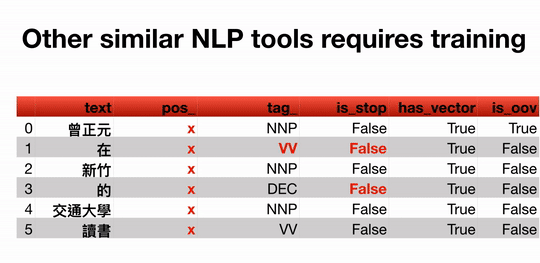 Other similar NLP tools requires training
text pos_ tag_ is_stop has_vector is_oov
0 曾正元 x NNP False True True
1 在 x VV False True False
2 新竹 x NNP False True False
3 的 x DEC False True False
4 交通大學 x NNP False True False
5 讀書 x VV False True False